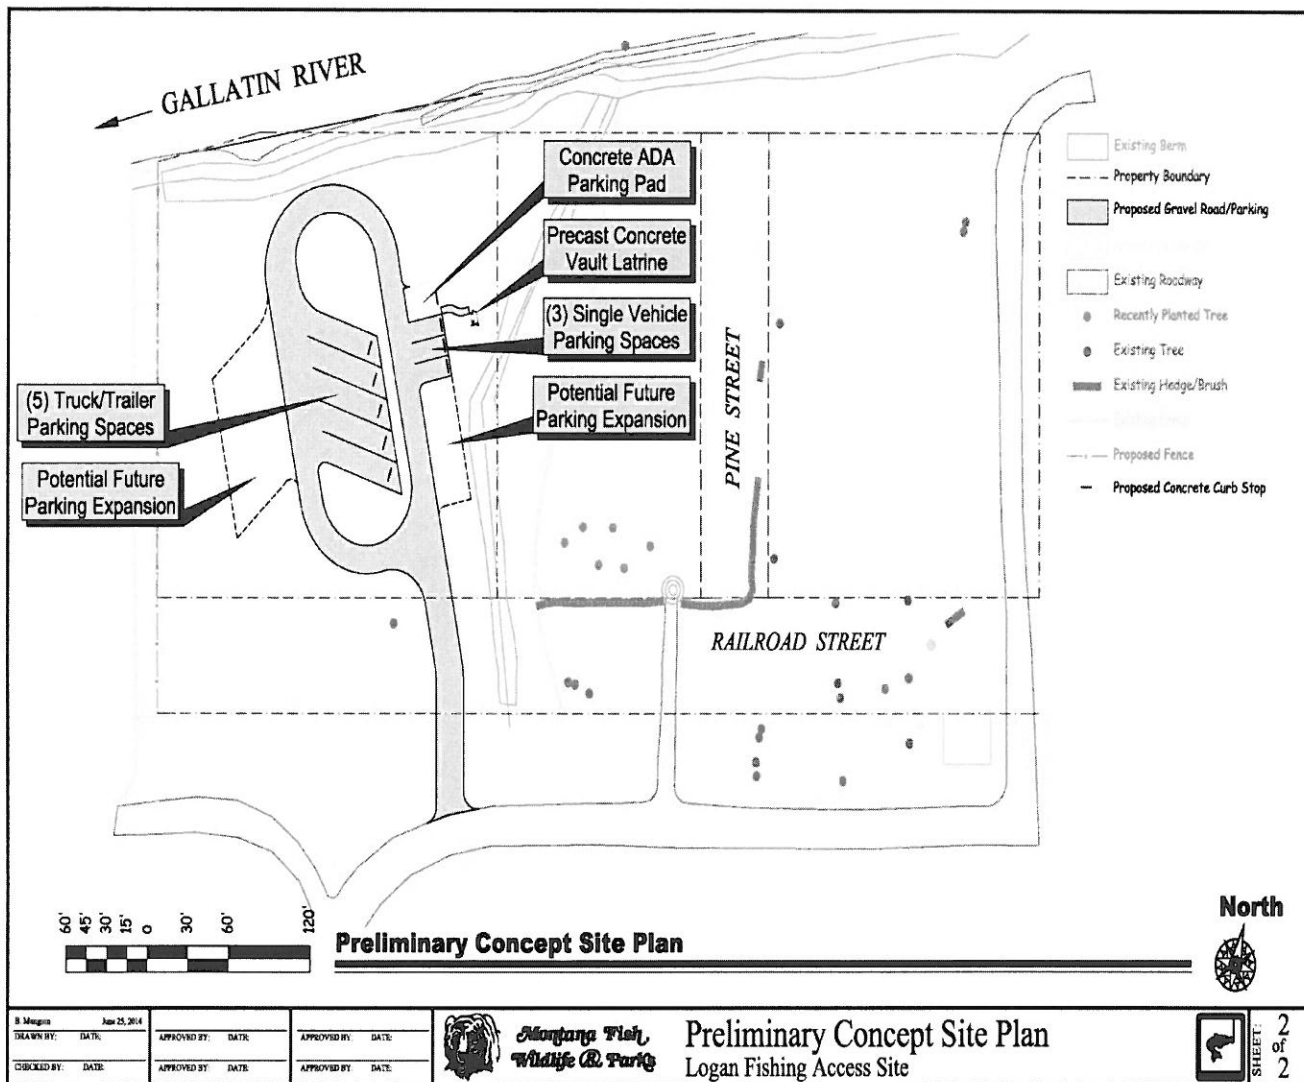 GALLATIN RIVER
Concrete ADA
Parking Pad
Precast Concrete
Vault Latrine
(3) Single Vehicle
Parking Spaces
Potential Future
Parking Expansion
(5) Truck/Trailer
Parking Spaces
Potential Future
Parking Expansion
PINE STREET
RAILROAD STREET
Existing Berm
Property Boundary
Proposed Gravel Road/Parking
Existing Roadway
Recently Planted Tree
Existing Tree
Existing Hedge/Brush
Proposed Fence
Proposed Concrete Curb Stop
60' 45' 30' 15' 0 30' 60' 120'
Preliminary Concept Site Plan
North
B. Mangum June 25, 2014
DRAWN BY: DATE:
CHECKED BY: DATE:
APPROVED BY: DATE:
APPROVED BY: DATE:
APPROVED BY: DATE:
APPROVED BY: DATE:
Montana Fish,
Wildlife & Parks
Preliminary Concept Site Plan
Logan Fishing Access Site
SHEET:
2
of
2